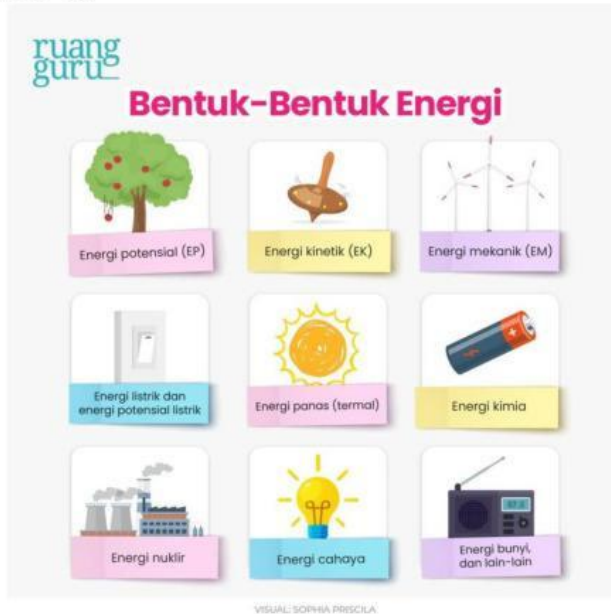 ruang
guru
Bentuk-Bentuk Energi
Energi potensial (EP)
Energi kinetik (EK)
Energi mekanik (EM)
Energi listrik dan
energi potensial listrik
Energi panas (termal)
Energi kimia
Energi nuklir
Energi cahaya
Energi bunyi,
dan lain-lain
VISUAL: SOPHIA PRISCILA